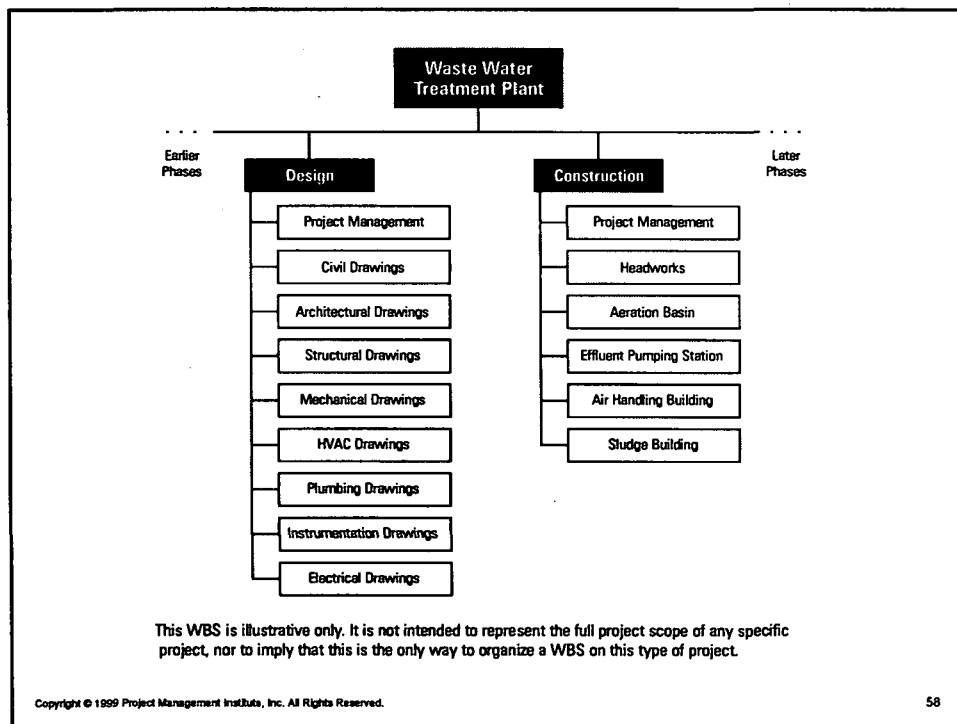 Waste Water
Treatment Plant
. . .
. . .
Earlier
Phases
Later
Phases
Design
Project Management
Civil Drawings
Architectural Drawings
Structural Drawings
Mechanical Drawings
HVAC Drawings
Plumbing Drawings
Instrumentation Drawings
Electrical Drawings
Construction
Project Management
Headworks
Aeration Basin
Effluent Pumping Station
Air Handling Building
Sludge Building
This WBS is illustrative only. It is not intended to represent the full project scope of any specific
project, nor to imply that this is the only way to organize a WBS on this type of project.
Copyright © 1999 Project Management Institute, Inc. All Rights Reserved.
58